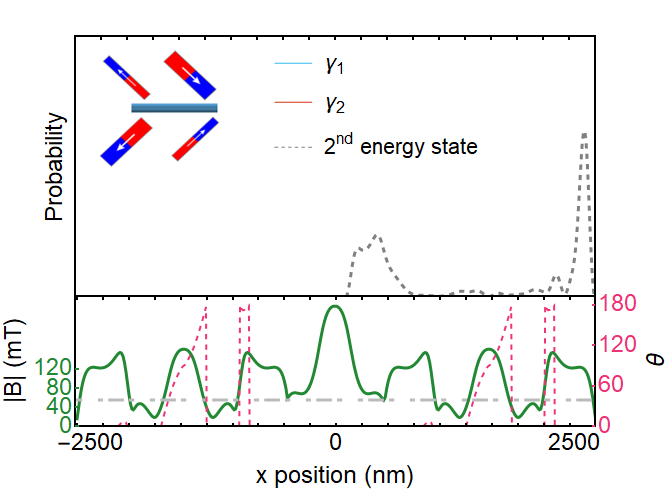 γ₁
γ₂
2ⁿᵈ energy state
Probability
|B| (mT)
120
80
40
0
180
120
60
0
θ
−2500
0
2500
x position (nm)